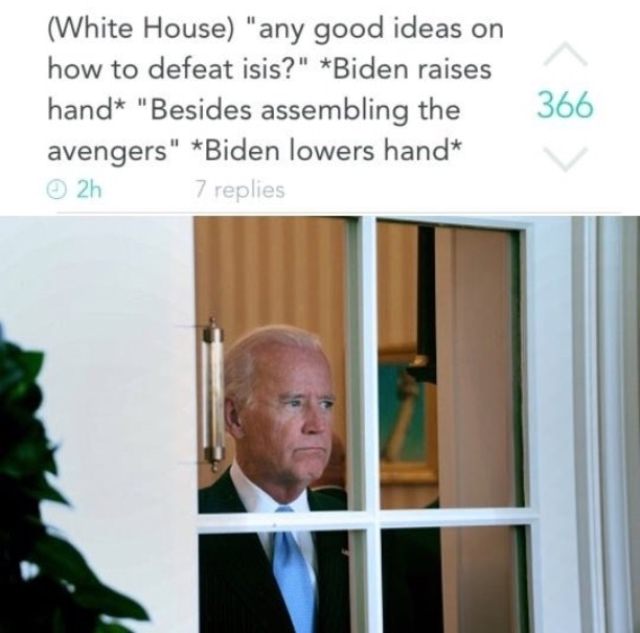 (White House) "any good ideas on
how to defeat isis?" *Biden raises
hand* "Besides assembling the
avengers" *Biden lowers hand*
366
2h
7 replies